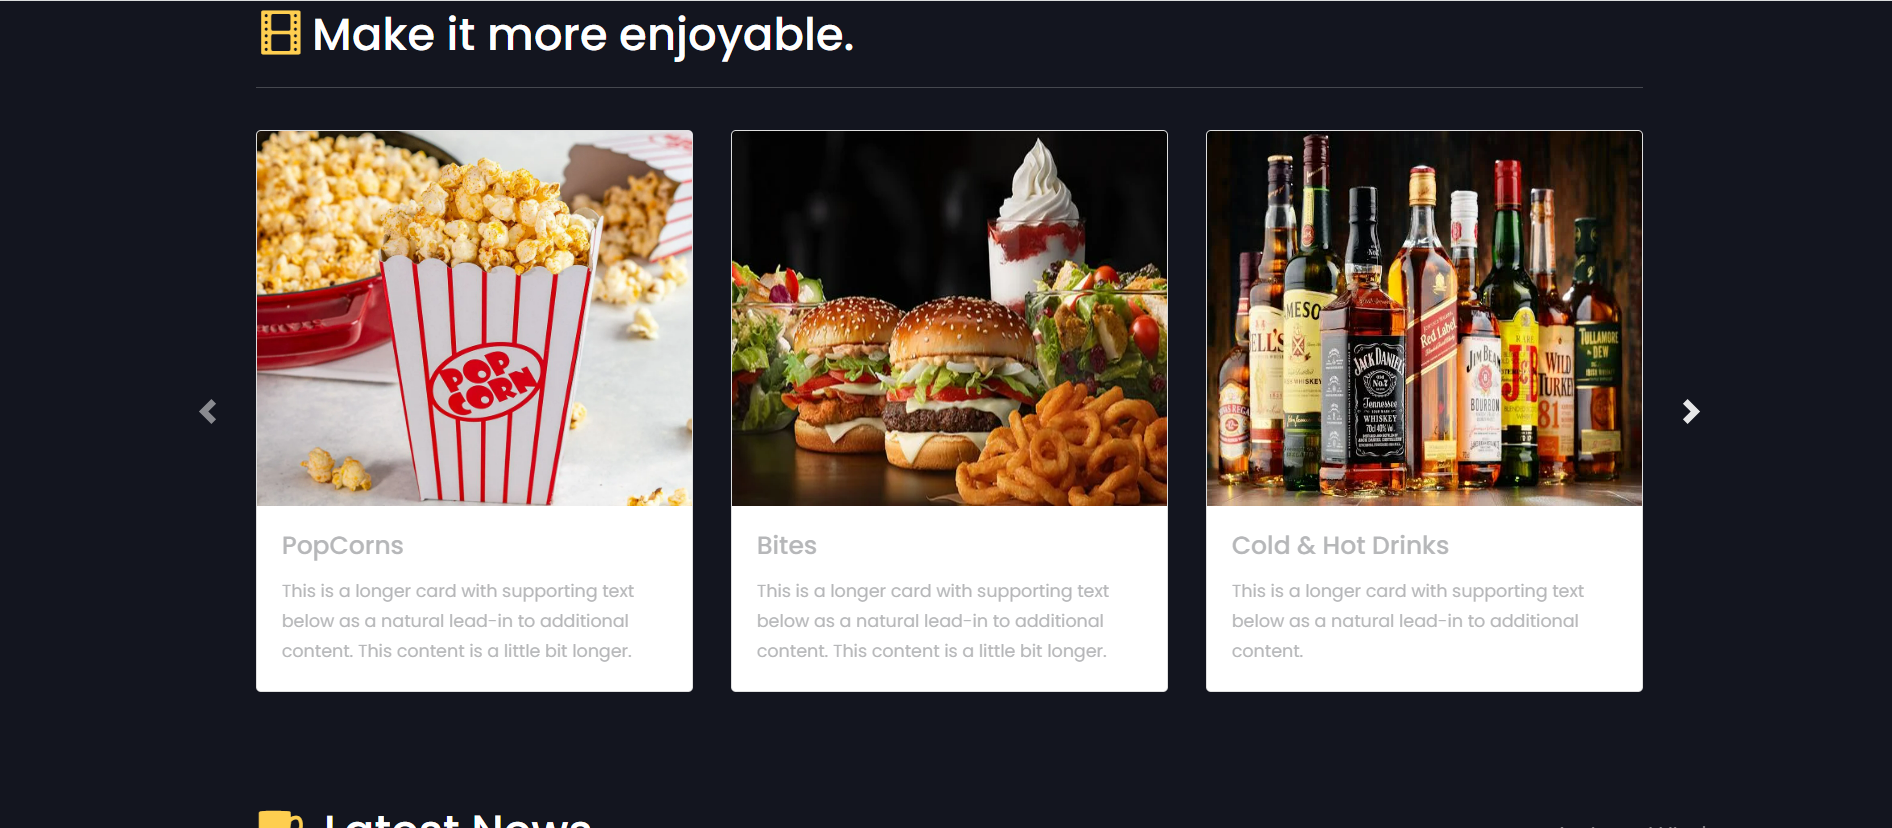 Make it more enjoyable.
POP
CORN
JAMESO
JACK DANIEL'S
Old
No.7
Tennessee
WHISKEY
Red Label
JIM BEAM
BOURBON
RARE
J&B
WILD
TURKEY
81
TULLAMORE
DEW
PopCorns
This is a longer card with supporting text
below as a natural lead-in to additional
content. This content is a little bit longer.
Bites
This is a longer card with supporting text
below as a natural lead-in to additional
content. This content is a little bit longer.
Cold & Hot Drinks
This is a longer card with supporting text
below as a natural lead-in to additional
content.
Latest News